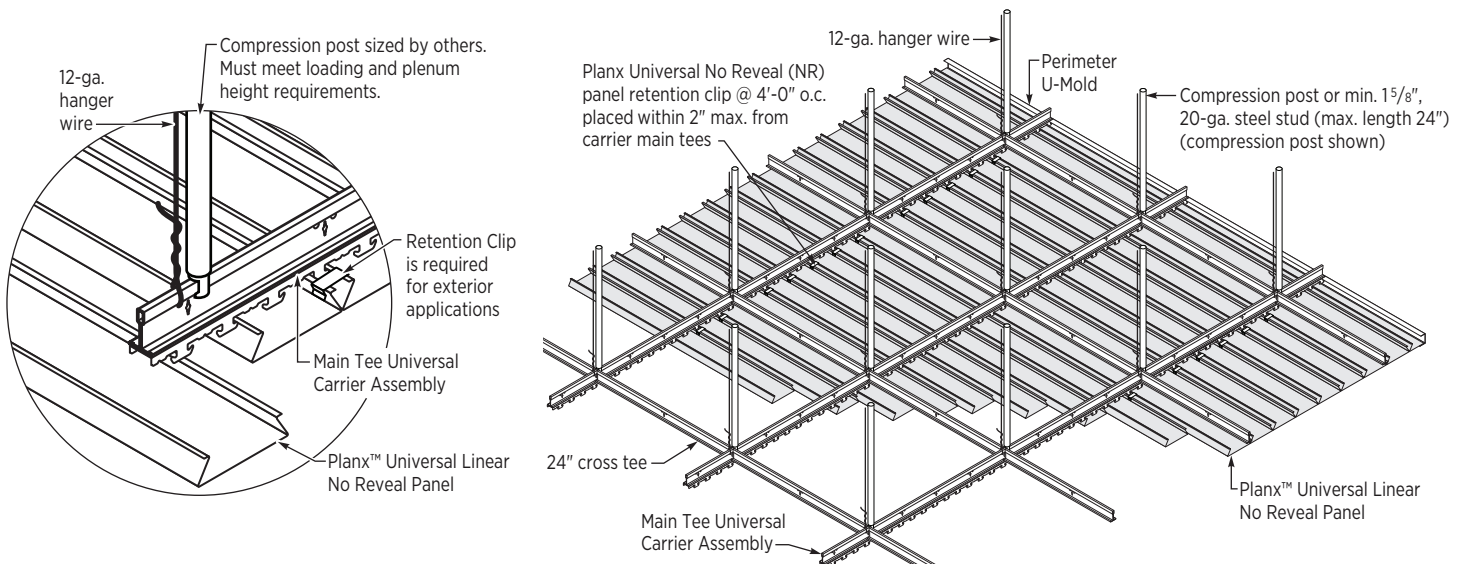 12-ga.
hanger
wire
Compression post sized by others.
Must meet loading and plenum
height requirements.
Retention Clip
is required
for exterior
applications
Main Tee Universal
Carrier Assembly
Planx™ Universal Linear
No Reveal Panel
Planx Universal No Reveal (NR)
panel retention clip @ 4'-0" o.c.
placed within 2" max. from
carrier main tees
12-ga. hanger wire
Perimeter
U-Mold
Compression post or min. 1 5/8",
20-ga. steel stud (max. length 24")
(compression post shown)
24" cross tee
Main Tee Universal
Carrier Assembly
Planx™ Universal Linear
No Reveal Panel